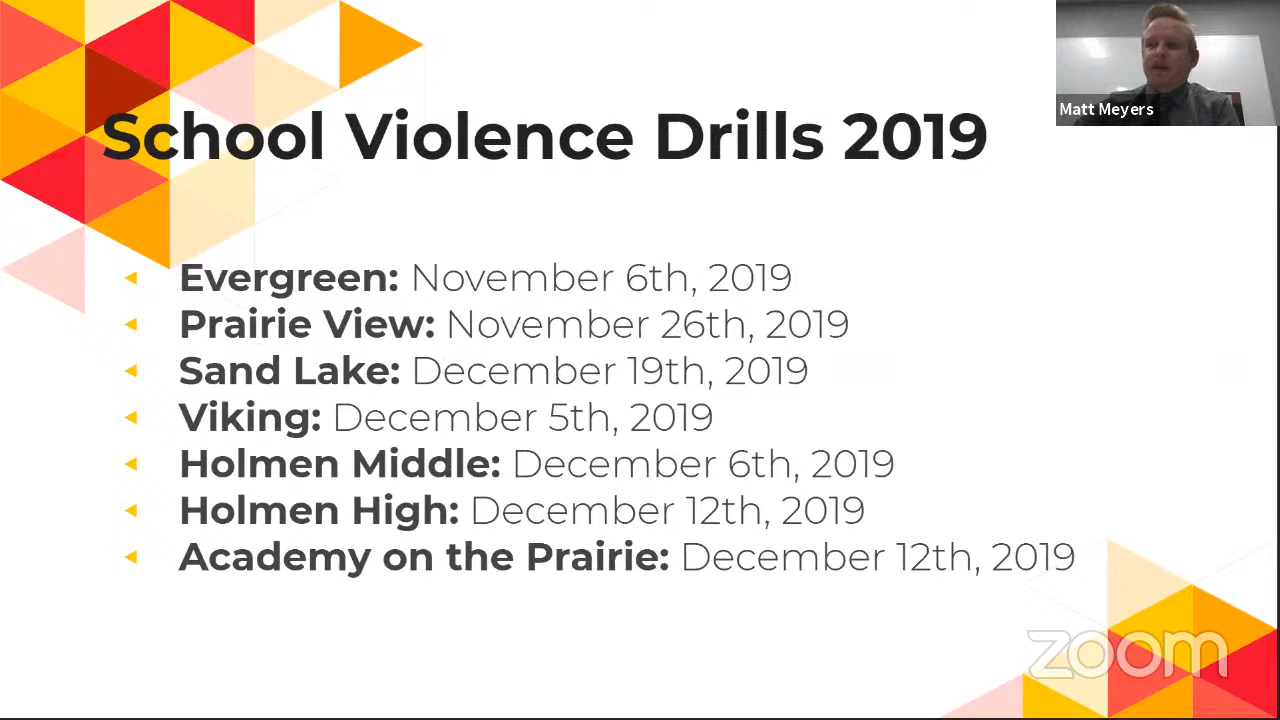 School Violence Drills 2019
Matt Meyers
Evergreen: November 6th, 2019
Prairie View: November 26th, 2019
Sand Lake: December 19th, 2019
Viking: December 5th, 2019
Holmen Middle: December 6th, 2019
Holmen High: December 12th, 2019
Academy on the Prairie: December 12th, 2019
zoom